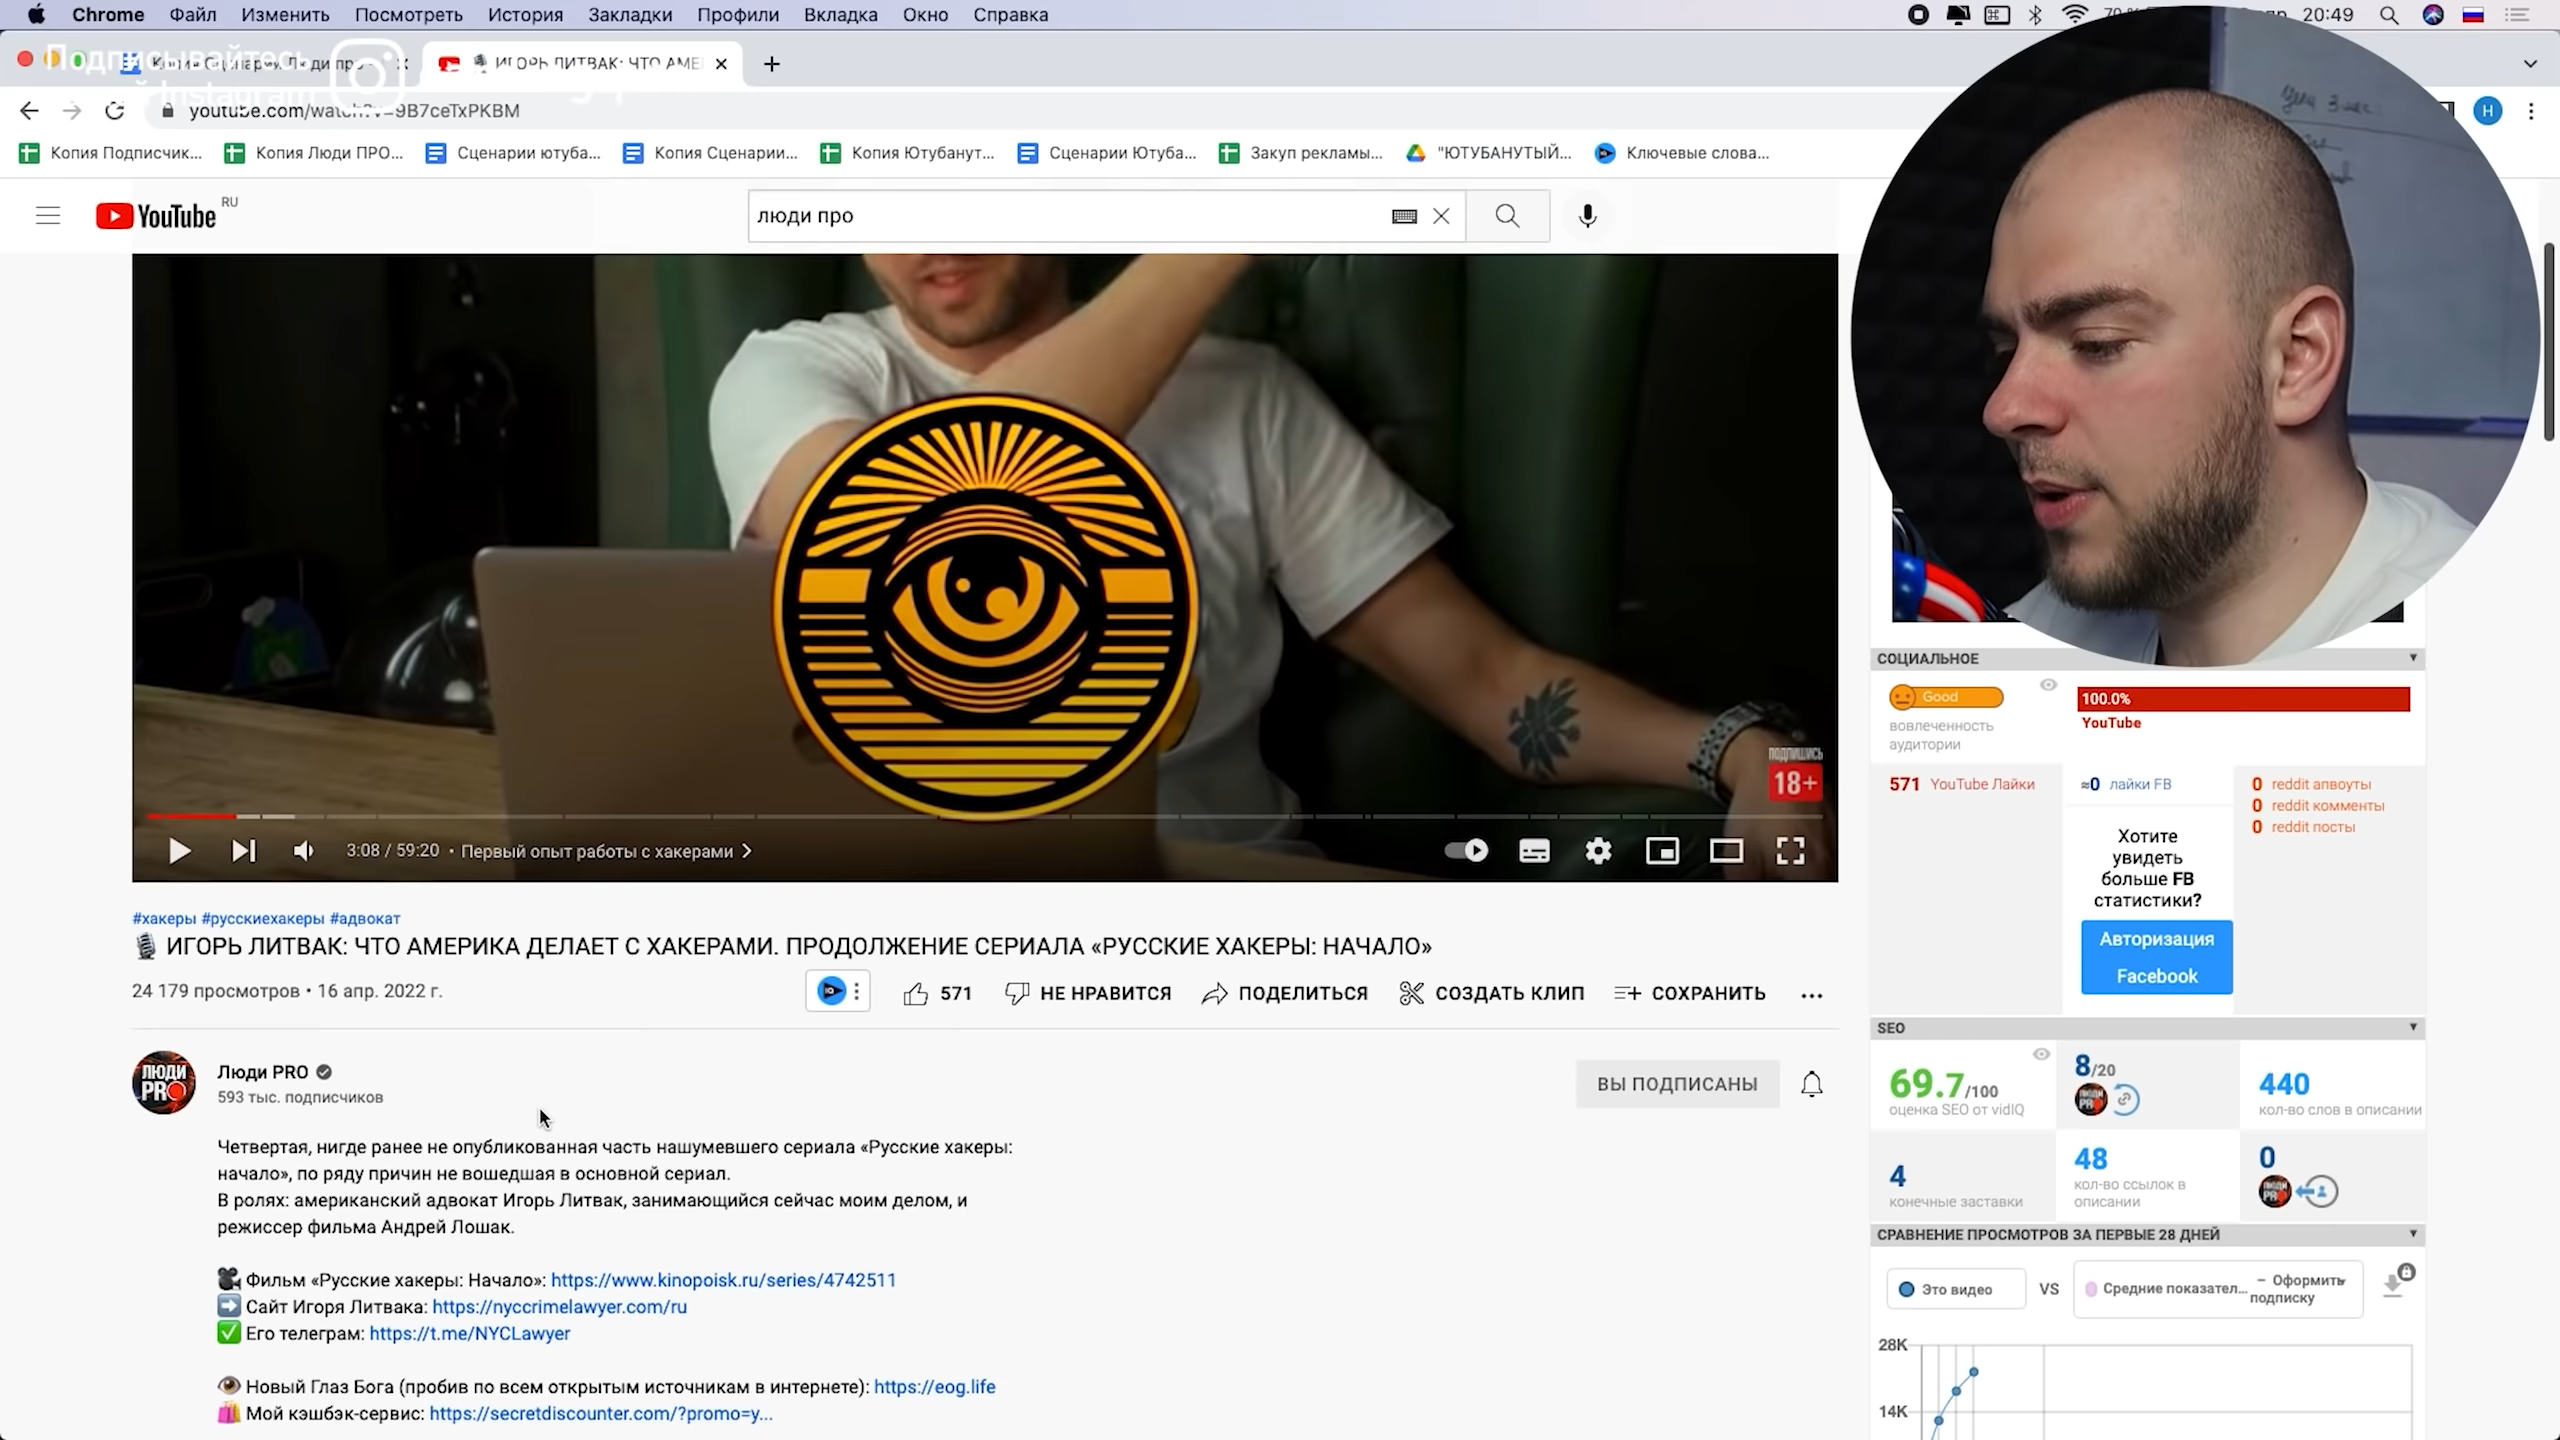 Chrome Файл Изменить Посмотреть История Закладки Профили Вкладка Окно Справка
20:49
Подписывайтесь
Instagram
ИГОРЬ ЛИТВАК: ЧТО АМЕ
youtube.com/watch?v=9B7ceTxPKBM
Н
Копия Подписчик... Копия Люди ПРО... Сценарии ютуба... Копия Сценарии... Копия Ютубанут... Сценарии Ютуба... Закуп рекламы... "ЮТУБАНУТЫЙ... Ключевые слова...
YouTube RU
люди про
ПОДПИШИСЬ
18+
3:08 / 59:20 • Первый опыт работы с хакерами
#хакеры #русскиехакеры #адвокат
ИГОРЬ ЛИТВАК: ЧТО АМЕРИКА ДЕЛАЕТ С ХАКЕРАМИ. ПРОДОЛЖЕНИЕ СЕРИАЛА «РУССКИЕ ХАКЕРЫ: НАЧАЛО»
24 179 просмотров • 16 апр. 2022 г.
571 НЕ НРАВИТСЯ ПОДЕЛИТЬСЯ СОЗДАТЬ КЛИП СОХРАНИТЬ
ЛЮДИ
PRO
Люди PRO
593 тыс. подписчиков
ВЫ ПОДПИСАНЫ
Четвертая, нигде ранее не опубликованная часть нашумевшего сериала «Русские хакеры:
начало», по ряду причин не вошедшая в основной сериал.
В ролях: американский адвокат Игорь Литвак, занимающийся сейчас моим делом, и
режиссер фильма Андрей Лошак.
Фильм «Русские хакеры: Начало»: https://www.kinopoisk.ru/series/4742511
Сайт Игоря Литвака: https://nyccrimelawyer.com/ru
Его телеграм: https://t.me/NYCLawyer
Новый Глаз Бога (пробив по всем открытым источникам в интернете): https://eog.life
Мой кэшбэк-сервис: https://secretdiscounter.com/?promo=y...
СОЦИАЛЬНОЕ
Good
вовлеченность
аудитории
100.0%
YouTube
571 YouTube Лайки
≈0 лайки FB
0 reddit апвоуты
0 reddit комменты
0 reddit посты
Хотите
увидеть
больше FB
статистики?
Авторизация
Facebook
SEO
69.7/100
оценка SEO от vidIQ
8/20
440
кол-во слов в описании
4
конечные заставки
48
кол-во ссылок в
описании
0
СРАВНЕНИЕ ПРОСМОТРОВ ЗА ПЕРВЫЕ 28 ДНЕЙ
Это видео VS Средние показател... – Оформить
подписку
28K
14K